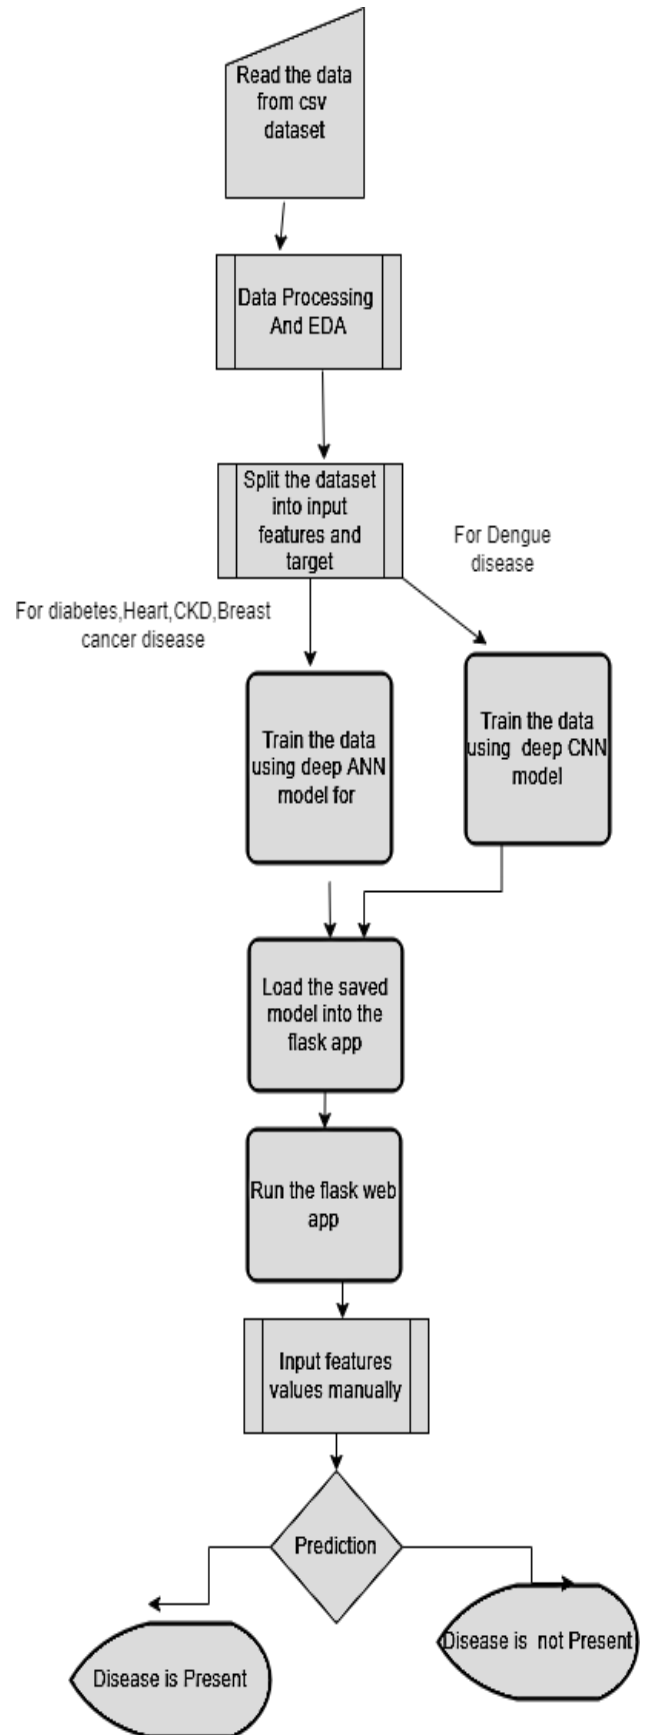 Read the data
from csv
dataset
Data Processing
And EDA
Split the dataset
into input
features and
target
For Dengue
disease
For diabetes,Heart,CKD,Breast
cancer disease
Train the data
using deep ANN
model for
Train the data
using  deep CNN
model
Load the saved
model into the
flask app
Run the flask web
app
Input features
values manually
Prediction
Disease is  not Present
Disease is Present